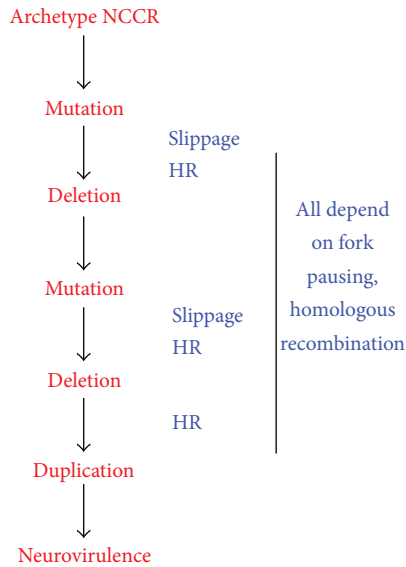 Archetype NCCR
Mutation
Slippage
HR
Deletion
All depend
on fork
pausing,
homologous
recombination
Mutation
Slippage
HR
Deletion
HR
Duplication
Neurovirulence